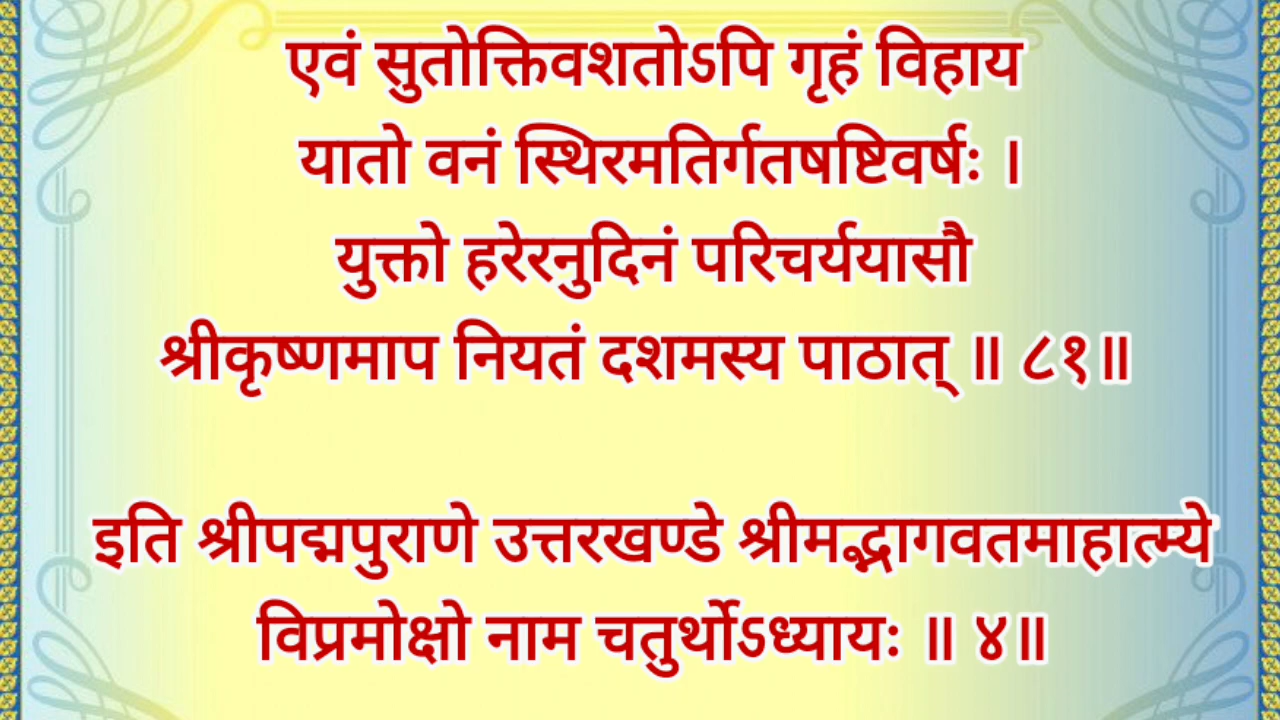 एवं सुतोक्तिवशतोऽपि गृहं विहाय
यातो वनं स्थिरमतिर्गतषष्टिवर्षः ।
युक्तो हरेरनुदिनं परिचर्ययासौ
श्रीकृष्णमाप नियतं दशमस्य पाठात् ॥ ८१॥
इति श्रीपद्मपुराणे उत्तरखण्डे श्रीमद्भागवतमाहात्म्ये
विप्रमोक्षो नाम चतुर्थोऽध्यायः ॥ ४॥